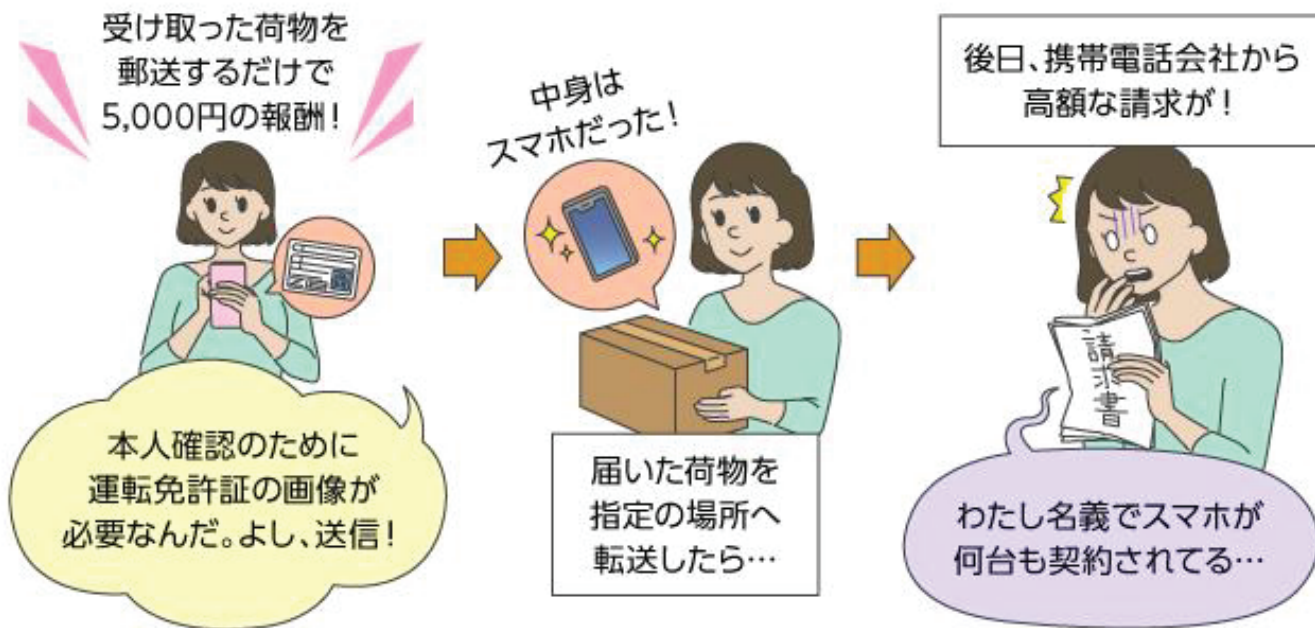 受け取った荷物を
郵送するだけで
5,000円の報酬！
本人確認のために
運転免許証の画像が
必要なんだ。よし、送信！
中身は
スマホだった！
届いた荷物を
指定の場所へ
転送したら…
後日、携帯電話会社から
高額な請求が！
請求書
わたし名義でスマホが
何台も契約されてる…